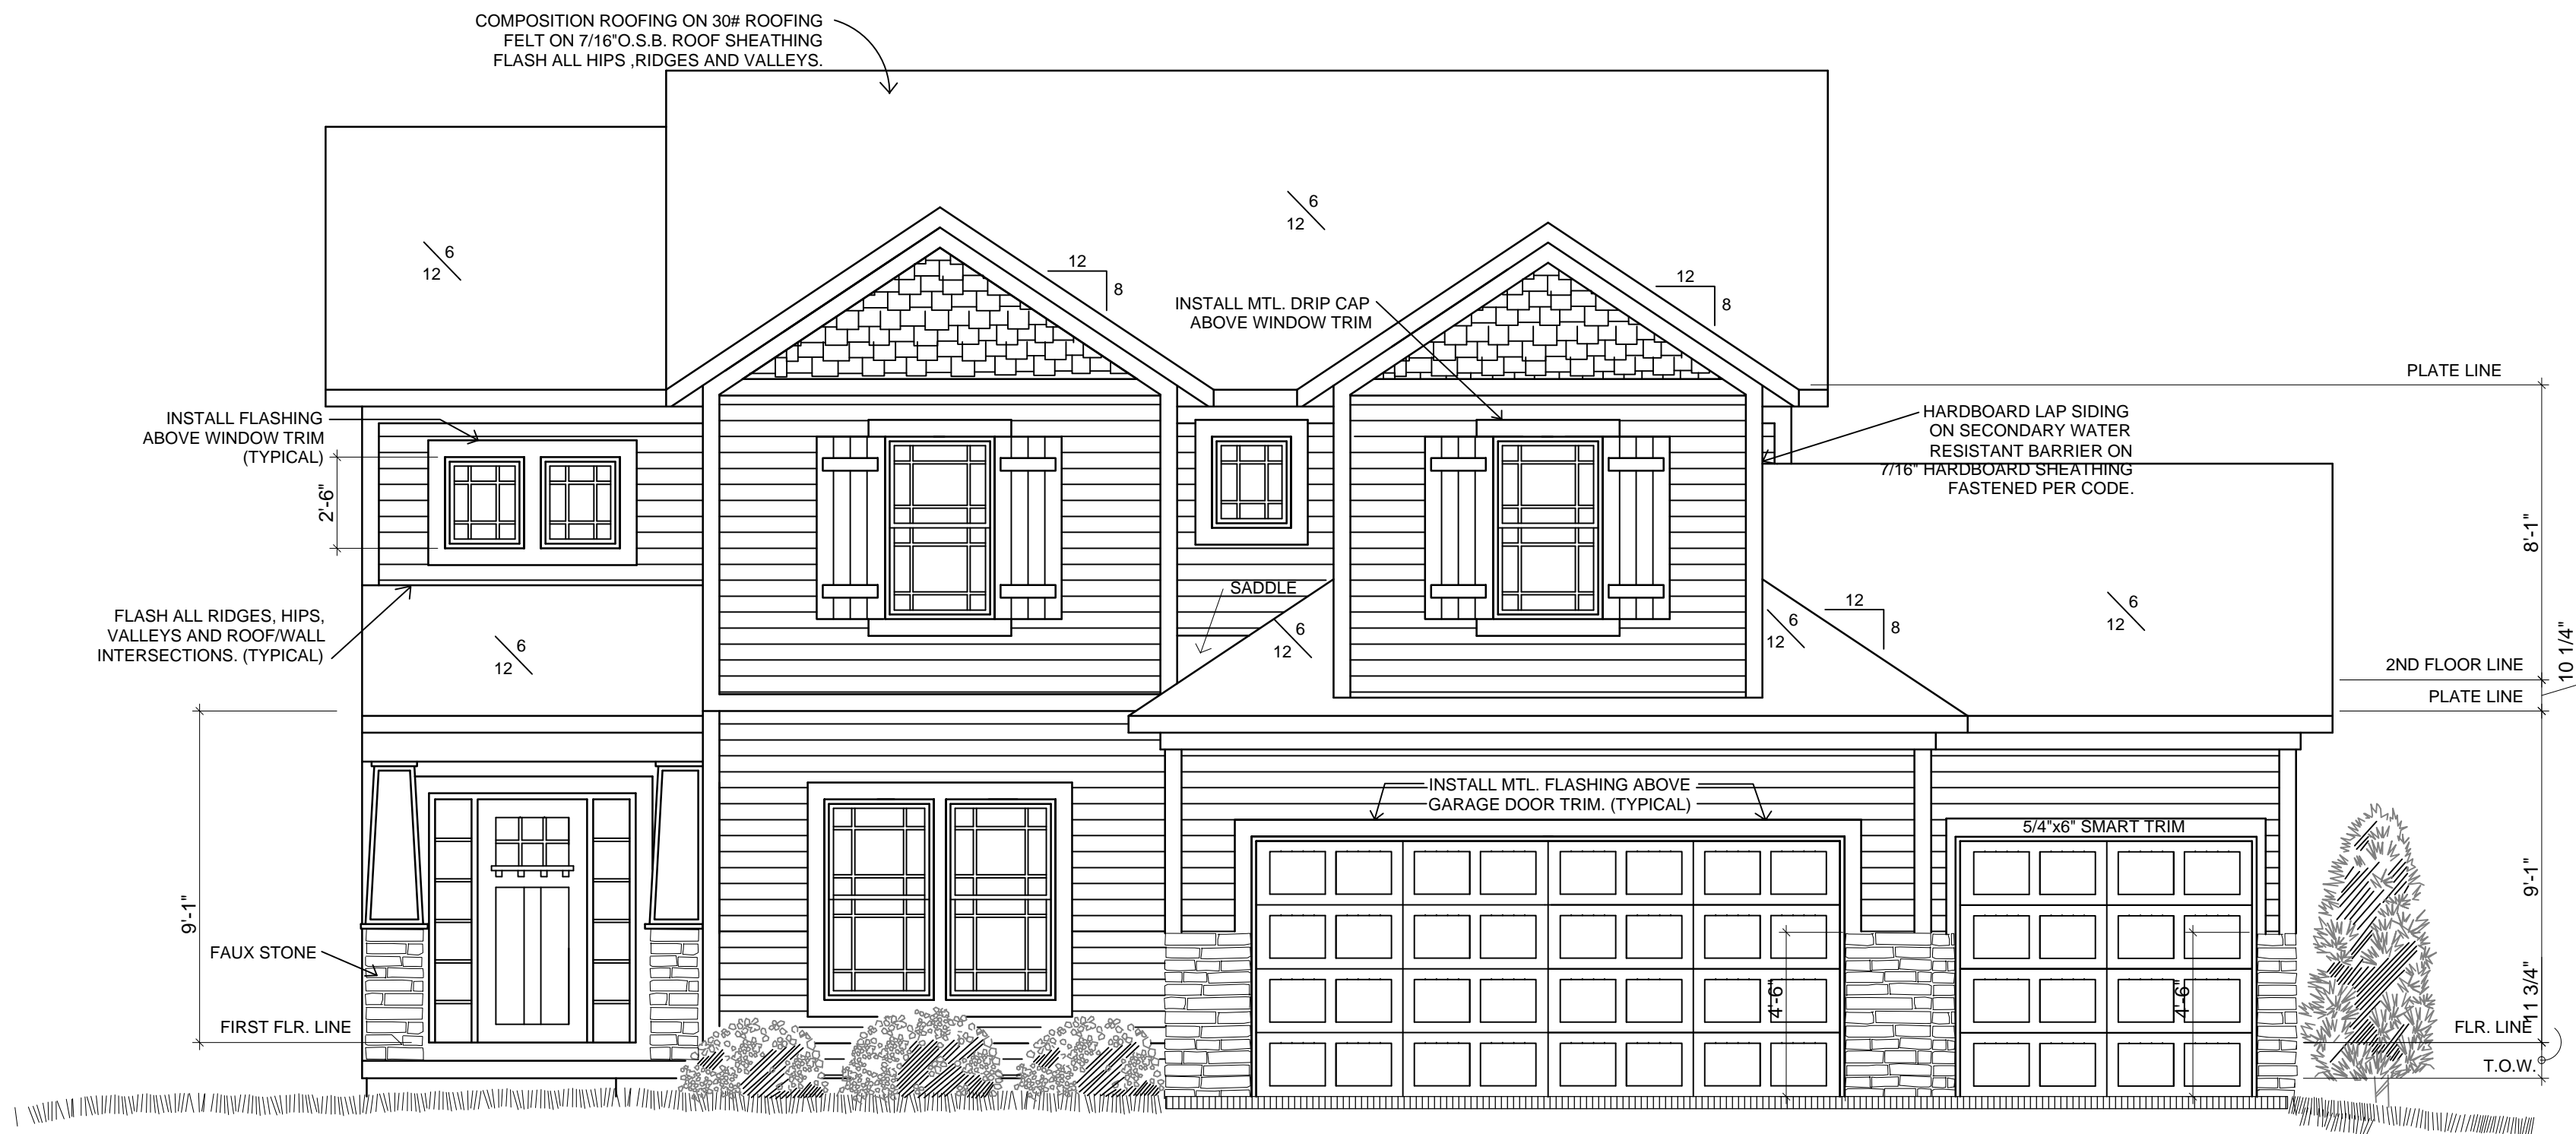 COMPOSITION ROOFING ON 30# ROOFING
FELT ON 7/16"O.S.B. ROOF SHEATHING
FLASH ALL HIPS ,RIDGES AND VALLEYS.
6
12
6
12
12
8
12
8
INSTALL MTL. DRIP CAP
ABOVE WINDOW TRIM
PLATE LINE
INSTALL FLASHING
ABOVE WINDOW TRIM
(TYPICAL)
2'-6"
HARDBOARD LAP SIDING
ON SECONDARY WATER
RESISTANT BARRIER ON
7/16" HARDBOARD SHEATHING
FASTENED PER CODE.
8'-1"
SADDLE
FLASH ALL RIDGES, HIPS,
VALLEYS AND ROOF/WALL
INTERSECTIONS. (TYPICAL)
6
12
6
12
6
12
12
8
6
12
10 1/4"
2ND FLOOR LINE
PLATE LINE
INSTALL MTL. FLASHING ABOVE
GARAGE DOOR TRIM. (TYPICAL)
5/4"x6" SMART TRIM
9'-1"
9'-1"
FAUX STONE
4'-6"
4'-6"
11 3/4"
FIRST FLR. LINE
FLR. LINE
T.O.W.